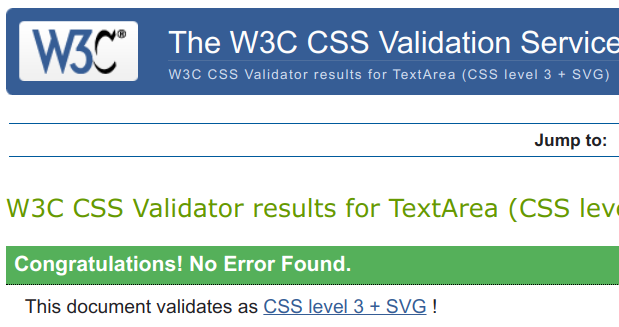 W3C®
The W3C CSS Validation Service
W3C CSS Validator results for TextArea (CSS level 3 + SVG)
Jump to:
W3C CSS Validator results for TextArea (CSS leve
Congratulations! No Error Found.
This document validates as CSS level 3 + SVG !